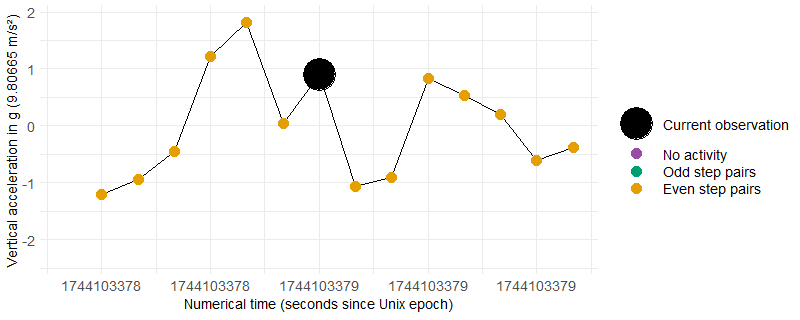 Vertical acceleration in g (9.80665 m/s²)
2
1
0
-1
-2
1744103378 1744103378 1744103379 1744103379 1744103379
Numerical time (seconds since Unix epoch)
Current observation
No activity
Odd step pairs
Even step pairs